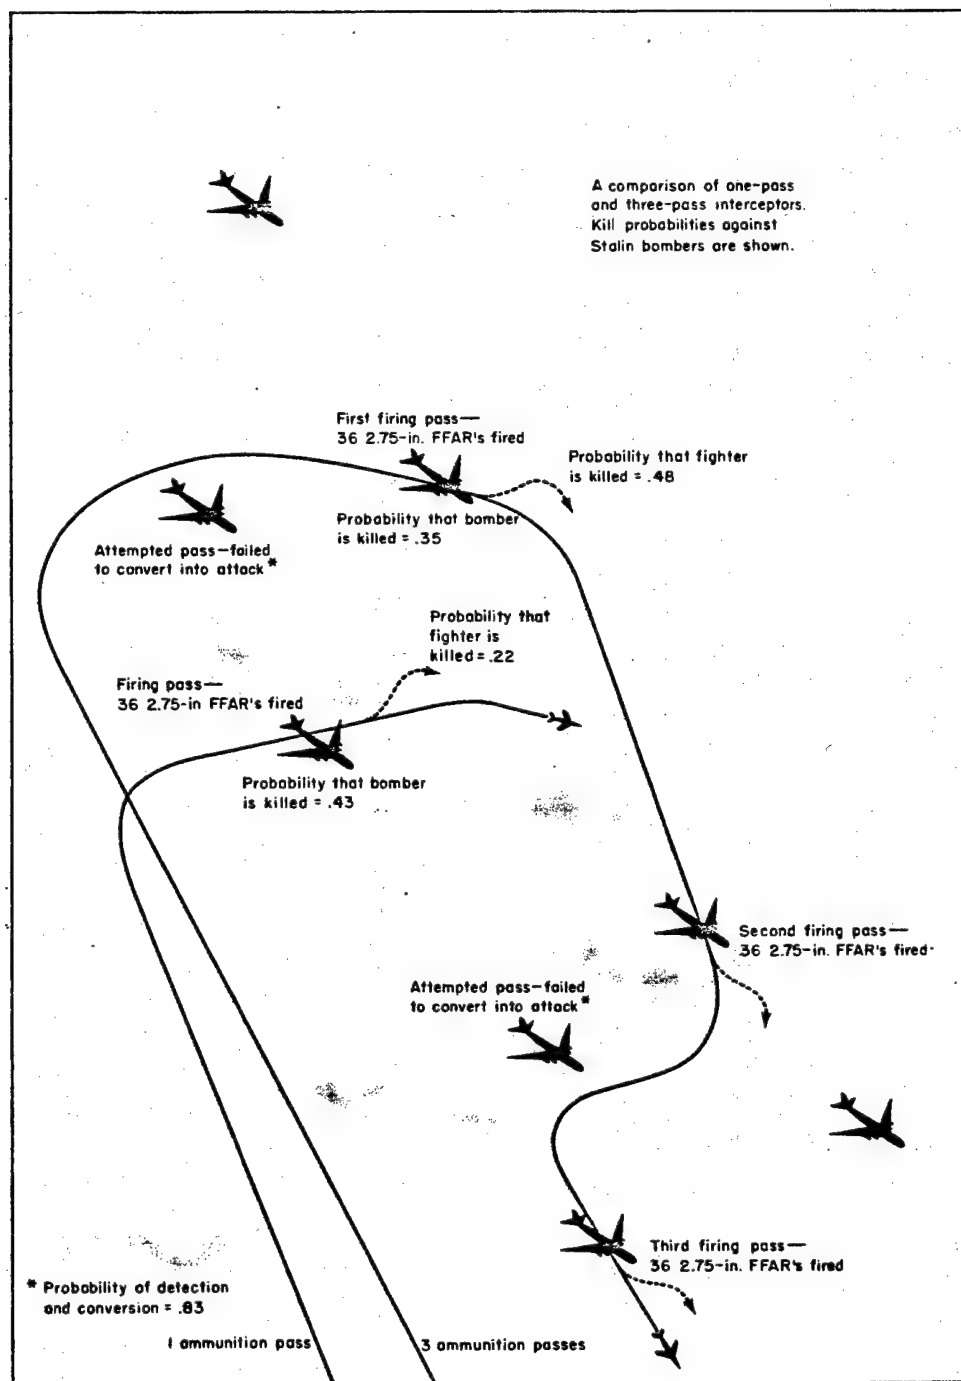 A comparison of one-pass
and three-pass interceptors.
Kill probabilities against
Stalin bombers are shown.
First firing pass—
36 2.75-in. FFAR's fired
Probability that fighter
is killed = .48
Probability that bomber
is killed = .35
Attempted pass—failed
to convert into attack*
Probability that
fighter is
killed = .22
Firing pass—
36 2.75-in FFAR's fired
Probability that bomber
is killed = .43
Second firing pass—
36 2.75-in. FFAR's fired
Attempted pass—failed
to convert into attack*
Third firing pass—
36 2.75-in. FFAR's fired
* Probability of detection
and conversion = .83
1 ammunition pass
3 ammunition passes